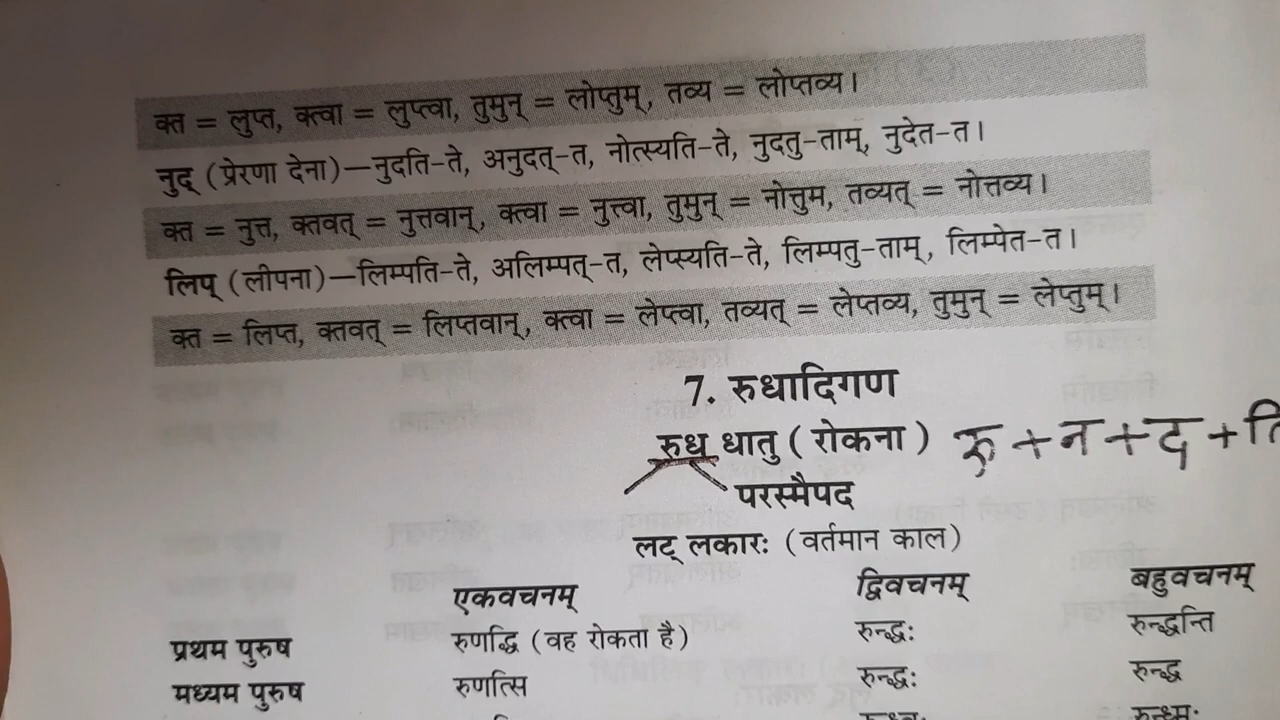 क्त = लुप्त, क्त्वा = लुप्त्वा, तुमुन् = लोप्तुम्, तव्य = लोप्तव्य।
नुद् (प्रेरणा देना)—नुदति-ते, अनुदत्-त, नोत्स्यति-ते, नुदतु-ताम्, नुदेत-त।
क्त = नुत्त, क्तवत् = नुत्तवान्, क्त्वा = नुत्त्वा, तुमुन् = नोत्तुम, तव्यत् = नोत्तव्य।
लिप् (लीपना)—लिम्पति-ते, अलिम्पत्-त, लेप्स्यति-ते, लिम्पतु-ताम्, लिम्पेत-त।
क्त = लिप्त, क्तवत् = लिप्तवान्, क्त्वा = लेप्त्वा, तव्यत् = लेप्तव्य, तुमुन् = लेप्तुम्।
7. रुधादिगण
रुध धातु (रोकना) रु + न + द + ति
परस्मैपद
लट् लकारः (वर्तमान काल)
एकवचनम् द्विवचनम् बहुवचनम्
प्रथम पुरुष रुणद्धि (वह रोकता है) रुन्द्धः रुन्द्धन्ति
मध्यम पुरुष रुणत्सि रुन्द्धः रुन्द्ध